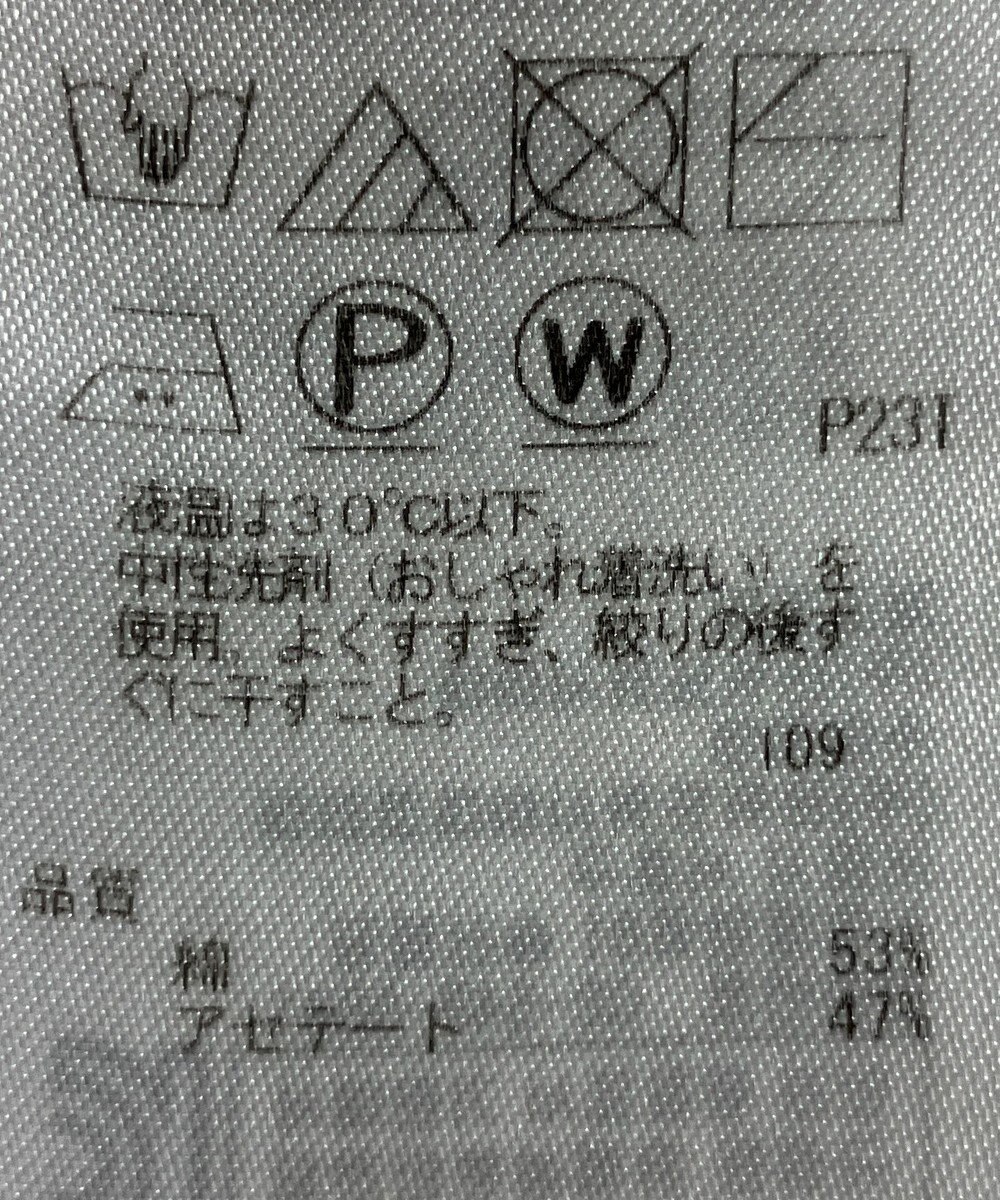 P
W
P231
液温は30℃以下。
中性洗剤（おしゃれ着洗い）を
使用。よくすすぎ、絞りの後す
ぐに干すこと。
109
品質
綿 53%
アセテート 47%